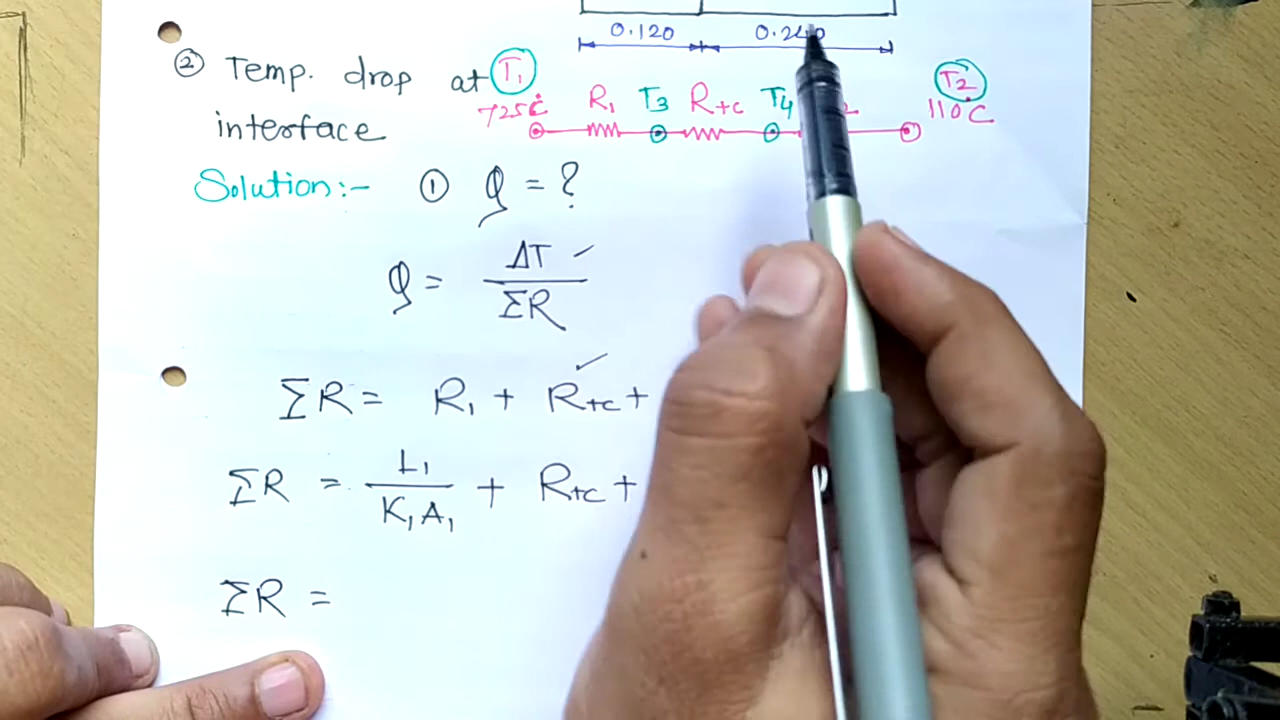 0.120 0.240
② Temp. drop at T₁ R₁ T₃ Rtc T₄ 2 T₂
interface 725°C 110°C
Solution:- ① Q = ?
Q = ΔT / ΣR
ΣR = R₁ + Rtc +
ΣR = L₁ / K₁A₁ + Rtc +
ΣR =